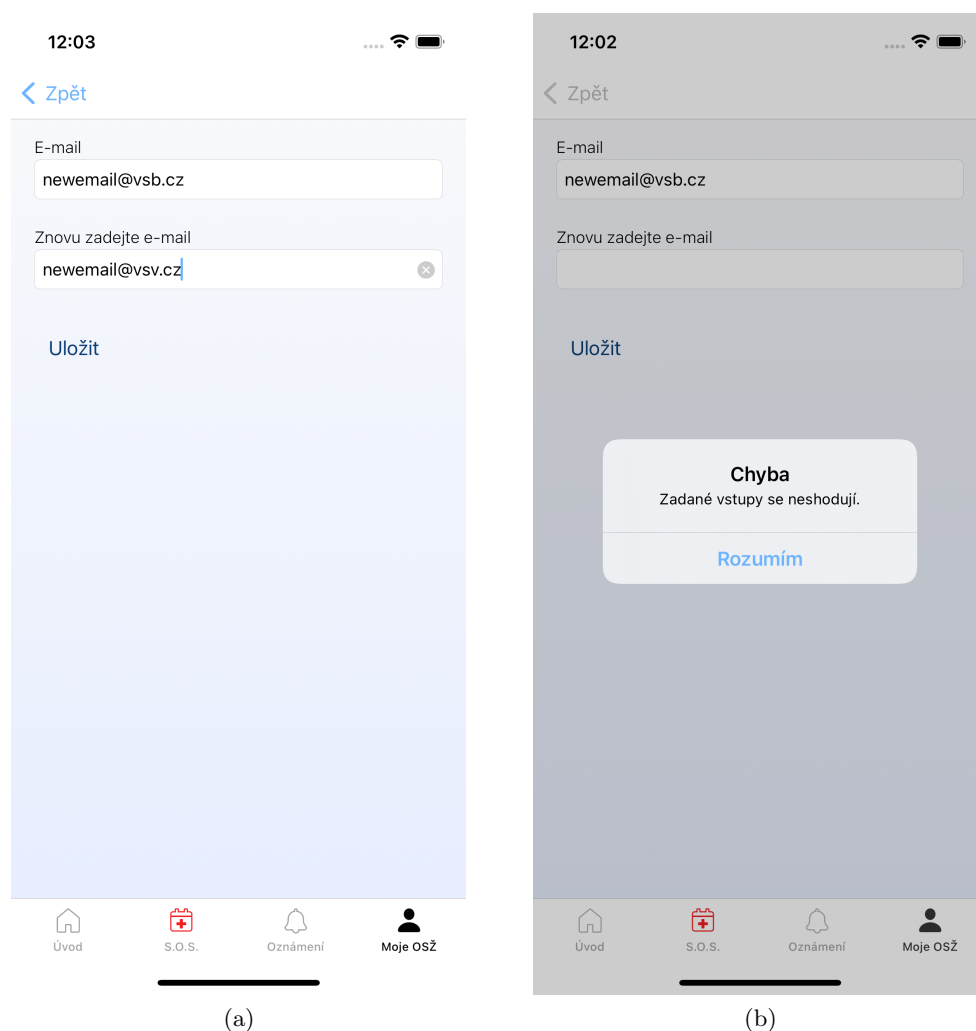 12:03
Zpět
E-mail
newemail@vsb.cz
Znovu zadejte e-mail
newemail@vsv.cz
Uložit
Úvod
S.O.S.
Oznámení
Moje OSŽ
(a)
12:02
Zpět
E-mail
newemail@vsb.cz
Znovu zadejte e-mail
Uložit
Chyba
Zadané vstupy se neshodují.
Rozumím
Úvod
S.O.S.
Oznámení
Moje OSŽ
(b)